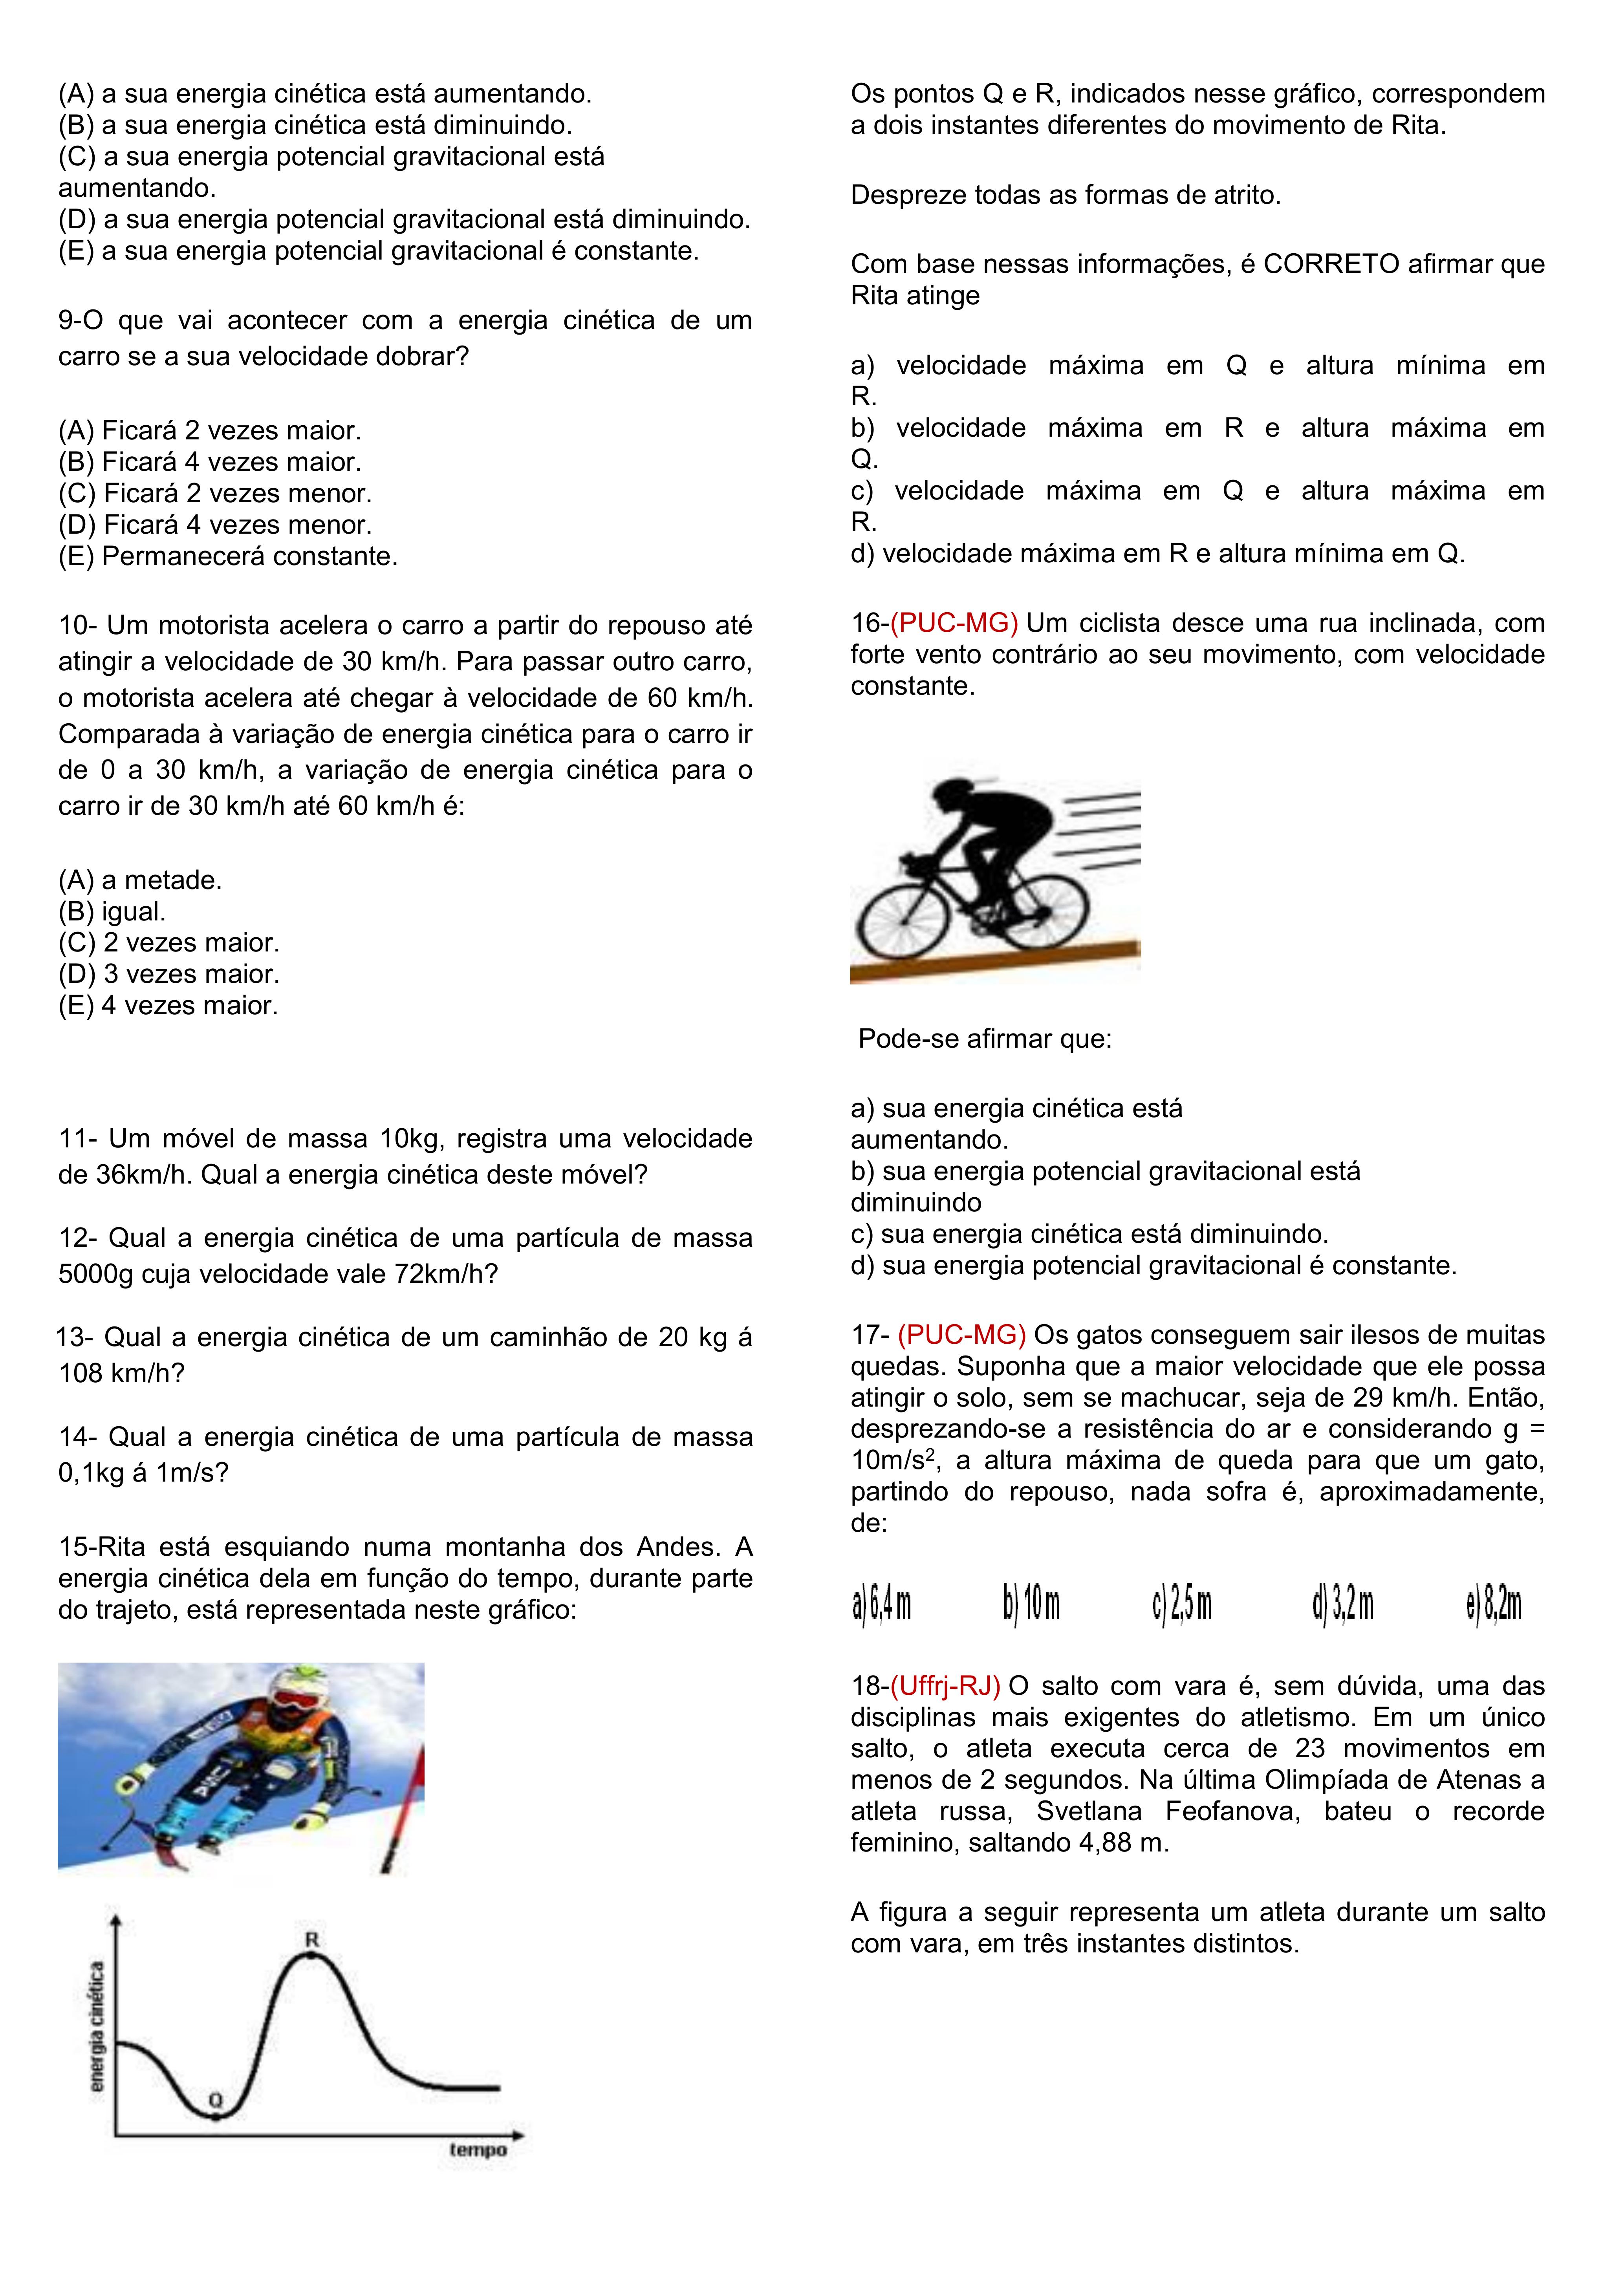 (A) a sua energia cinética está aumentando.
(B) a sua energia cinética está diminuindo.
(C) a sua energia potencial gravitacional está
aumentando.
(D) a sua energia potencial gravitacional está diminuindo.
(E) a sua energia potencial gravitacional é constante.
9-O que vai acontecer com a energia cinética de um
carro se a sua velocidade dobrar?
(A) Ficará 2 vezes maior.
(B) Ficará 4 vezes maior.
(C) Ficará 2 vezes menor.
(D) Ficará 4 vezes menor.
(E) Permanecerá constante.
10- Um motorista acelera o carro a partir do repouso até
atingir a velocidade de 30 km/h. Para passar outro carro,
o motorista acelera até chegar à velocidade de 60 km/h.
Comparada à variação de energia cinética para o carro ir
de 0 a 30 km/h, a variação de energia cinética para o
carro ir de 30 km/h até 60 km/h é:
(A) a metade.
(B) igual.
(C) 2 vezes maior.
(D) 3 vezes maior.
(E) 4 vezes maior.
11- Um móvel de massa 10kg, registra uma velocidade
de 36km/h. Qual a energia cinética deste móvel?
12- Qual a energia cinética de uma partícula de massa
5000g cuja velocidade vale 72km/h?
13- Qual a energia cinética de um caminhão de 20 kg á
108 km/h?
14- Qual a energia cinética de uma partícula de massa
0,1kg á 1m/s?
15-Rita está esquiando numa montanha dos Andes. A
energia cinética dela em função do tempo, durante parte
do trajeto, está representada neste gráfico:
USA
R
energia cinética
Q
tempo
Os pontos Q e R, indicados nesse gráfico, correspondem
a dois instantes diferentes do movimento de Rita.
Despreze todas as formas de atrito.
Com base nessas informações, é CORRETO afirmar que
Rita atinge
a) velocidade máxima em Q e altura mínima em
R.
b) velocidade máxima em R e altura máxima em
Q.
c) velocidade máxima em Q e altura máxima em
R.
d) velocidade máxima em R e altura mínima em Q.
16-(PUC-MG) Um ciclista desce uma rua inclinada, com
forte vento contrário ao seu movimento, com velocidade
constante.
Pode-se afirmar que:
a) sua energia cinética está
aumentando.
b) sua energia potencial gravitacional está
diminuindo
c) sua energia cinética está diminuindo.
d) sua energia potencial gravitacional é constante.
17- (PUC-MG) Os gatos conseguem sair ilesos de muitas
quedas. Suponha que a maior velocidade que ele possa
atingir o solo, sem se machucar, seja de 29 km/h. Então,
desprezando-se a resistência do ar e considerando g =
10m/s², a altura máxima de queda para que um gato,
partindo do repouso, nada sofra é, aproximadamente,
de:
a) 6,4 m b) 10 m c) 2,5 m d) 3,2 m e) 8,2m
18-(Uffrj-RJ) O salto com vara é, sem dúvida, uma das
disciplinas mais exigentes do atletismo. Em um único
salto, o atleta executa cerca de 23 movimentos em
menos de 2 segundos. Na última Olimpíada de Atenas a
atleta russa, Svetlana Feofanova, bateu o recorde
feminino, saltando 4,88 m.
A figura a seguir representa um atleta durante um salto
com vara, em três instantes distintos.